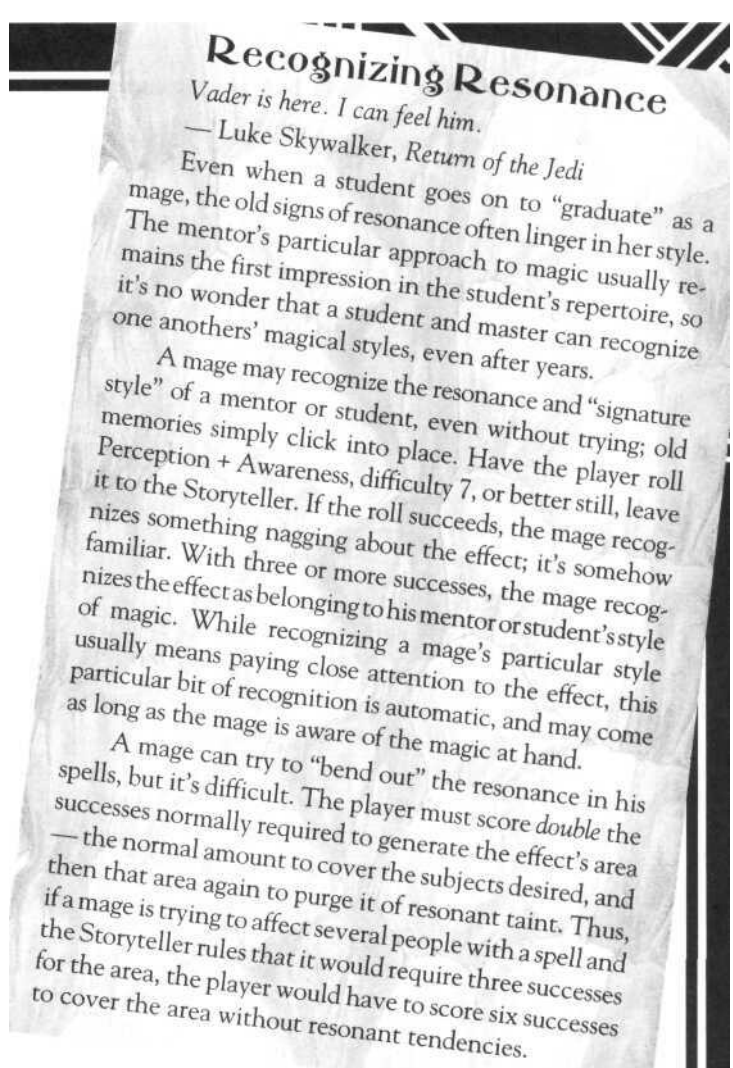 Recognizing Resonance
Vader is here. I can feel him.
— Luke Skywalker, Return of the Jedi
Even when a student goes on to “graduate” as a
mage, the old signs of resonance often linger in her style.
The mentor’s particular approach to magic usually re-
mains the first impression in the student’s repertoire, so
it’s no wonder that a student and master can recognize
one anothers’ magical styles, even after years.
A mage may recognize the resonance and “signature
style” of a mentor or student, even without trying; old
memories simply click into place. Have the player roll
Perception + Awareness, difficulty 7, or better still, leave
it to the Storyteller. If the roll succeeds, the mage recog-
nizes something nagging about the effect; it’s somehow
familiar. With three or more successes, the mage recog-
nizes the effect as belonging to his mentor or student’s style
of magic. While recognizing a mage’s particular style
usually means paying close attention to the effect, this
particular bit of recognition is automatic, and may come
as long as the mage is aware of the magic at hand.
A mage can try to “bend out” the resonance in his
spells, but it’s difficult. The player must score double the
successes normally required to generate the effect’s area
— the normal amount to cover the subjects desired, and
then that area again to purge it of resonant taint. Thus,
if a mage is trying to affect several people with a spell and
the Storyteller rules that it would require three successes
for the area, the player would have to score six successes
to cover the area without resonant tendencies.